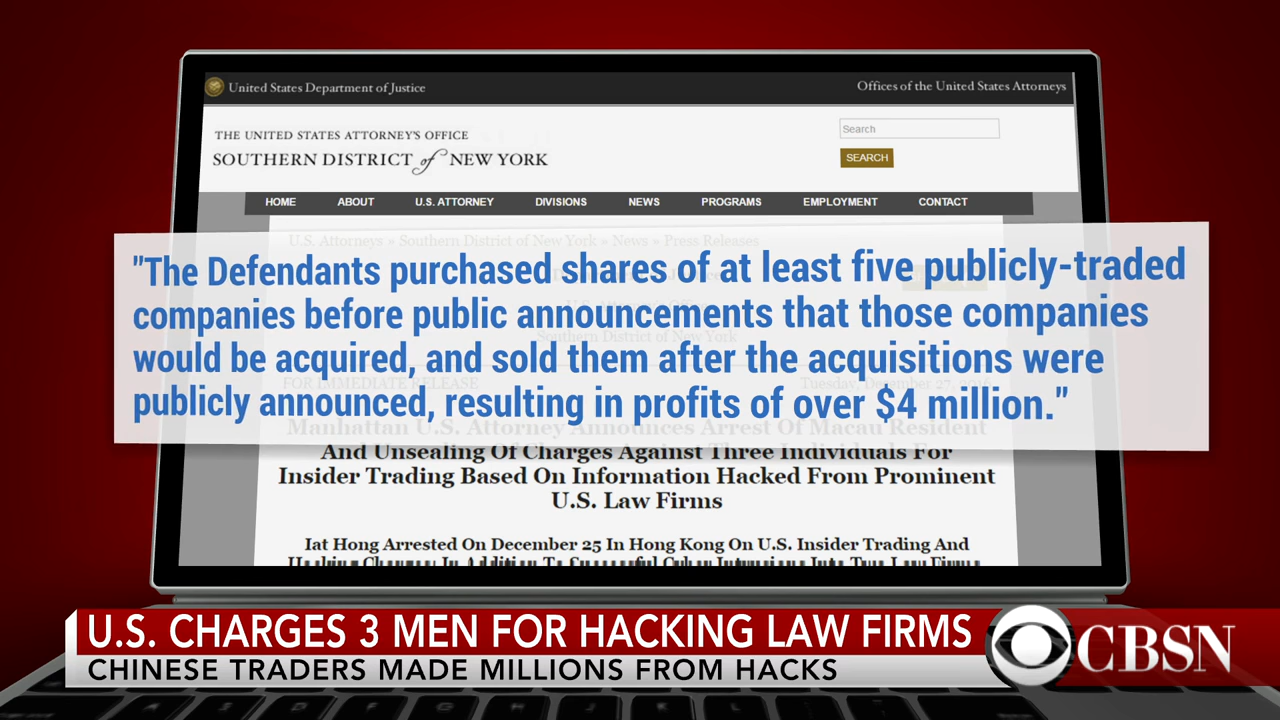 United States Department of Justice
Offices of the United States Attorneys
THE UNITED STATES ATTORNEY'S OFFICE
SOUTHERN DISTRICT of NEW YORK
Search
SEARCH
HOME ABOUT U.S. ATTORNEY DIVISIONS NEWS PROGRAMS EMPLOYMENT CONTACT
U.S. Attorneys » Southern District of New York » News » Press Releases
"The Defendants purchased shares of at least five publicly-traded
companies before public announcements that those companies
would be acquired, and sold them after the acquisitions were
publicly announced, resulting in profits of over $4 million."
Southern District of New York
FOR IMMEDIATE RELEASE
Tuesday, December 27, 2016
Manhattan U.S. Attorney Announces Arrest Of Macau Resident
And Unsealing Of Charges Against Three Individuals For
Insider Trading Based On Information Hacked From Prominent
U.S. Law Firms
Iat Hong Arrested On December 25 In Hong Kong On U.S. Insider Trading And
U.S. CHARGES 3 MEN FOR HACKING LAW FIRMS
CHINESE TRADERS MADE MILLIONS FROM HACKS
CBSN